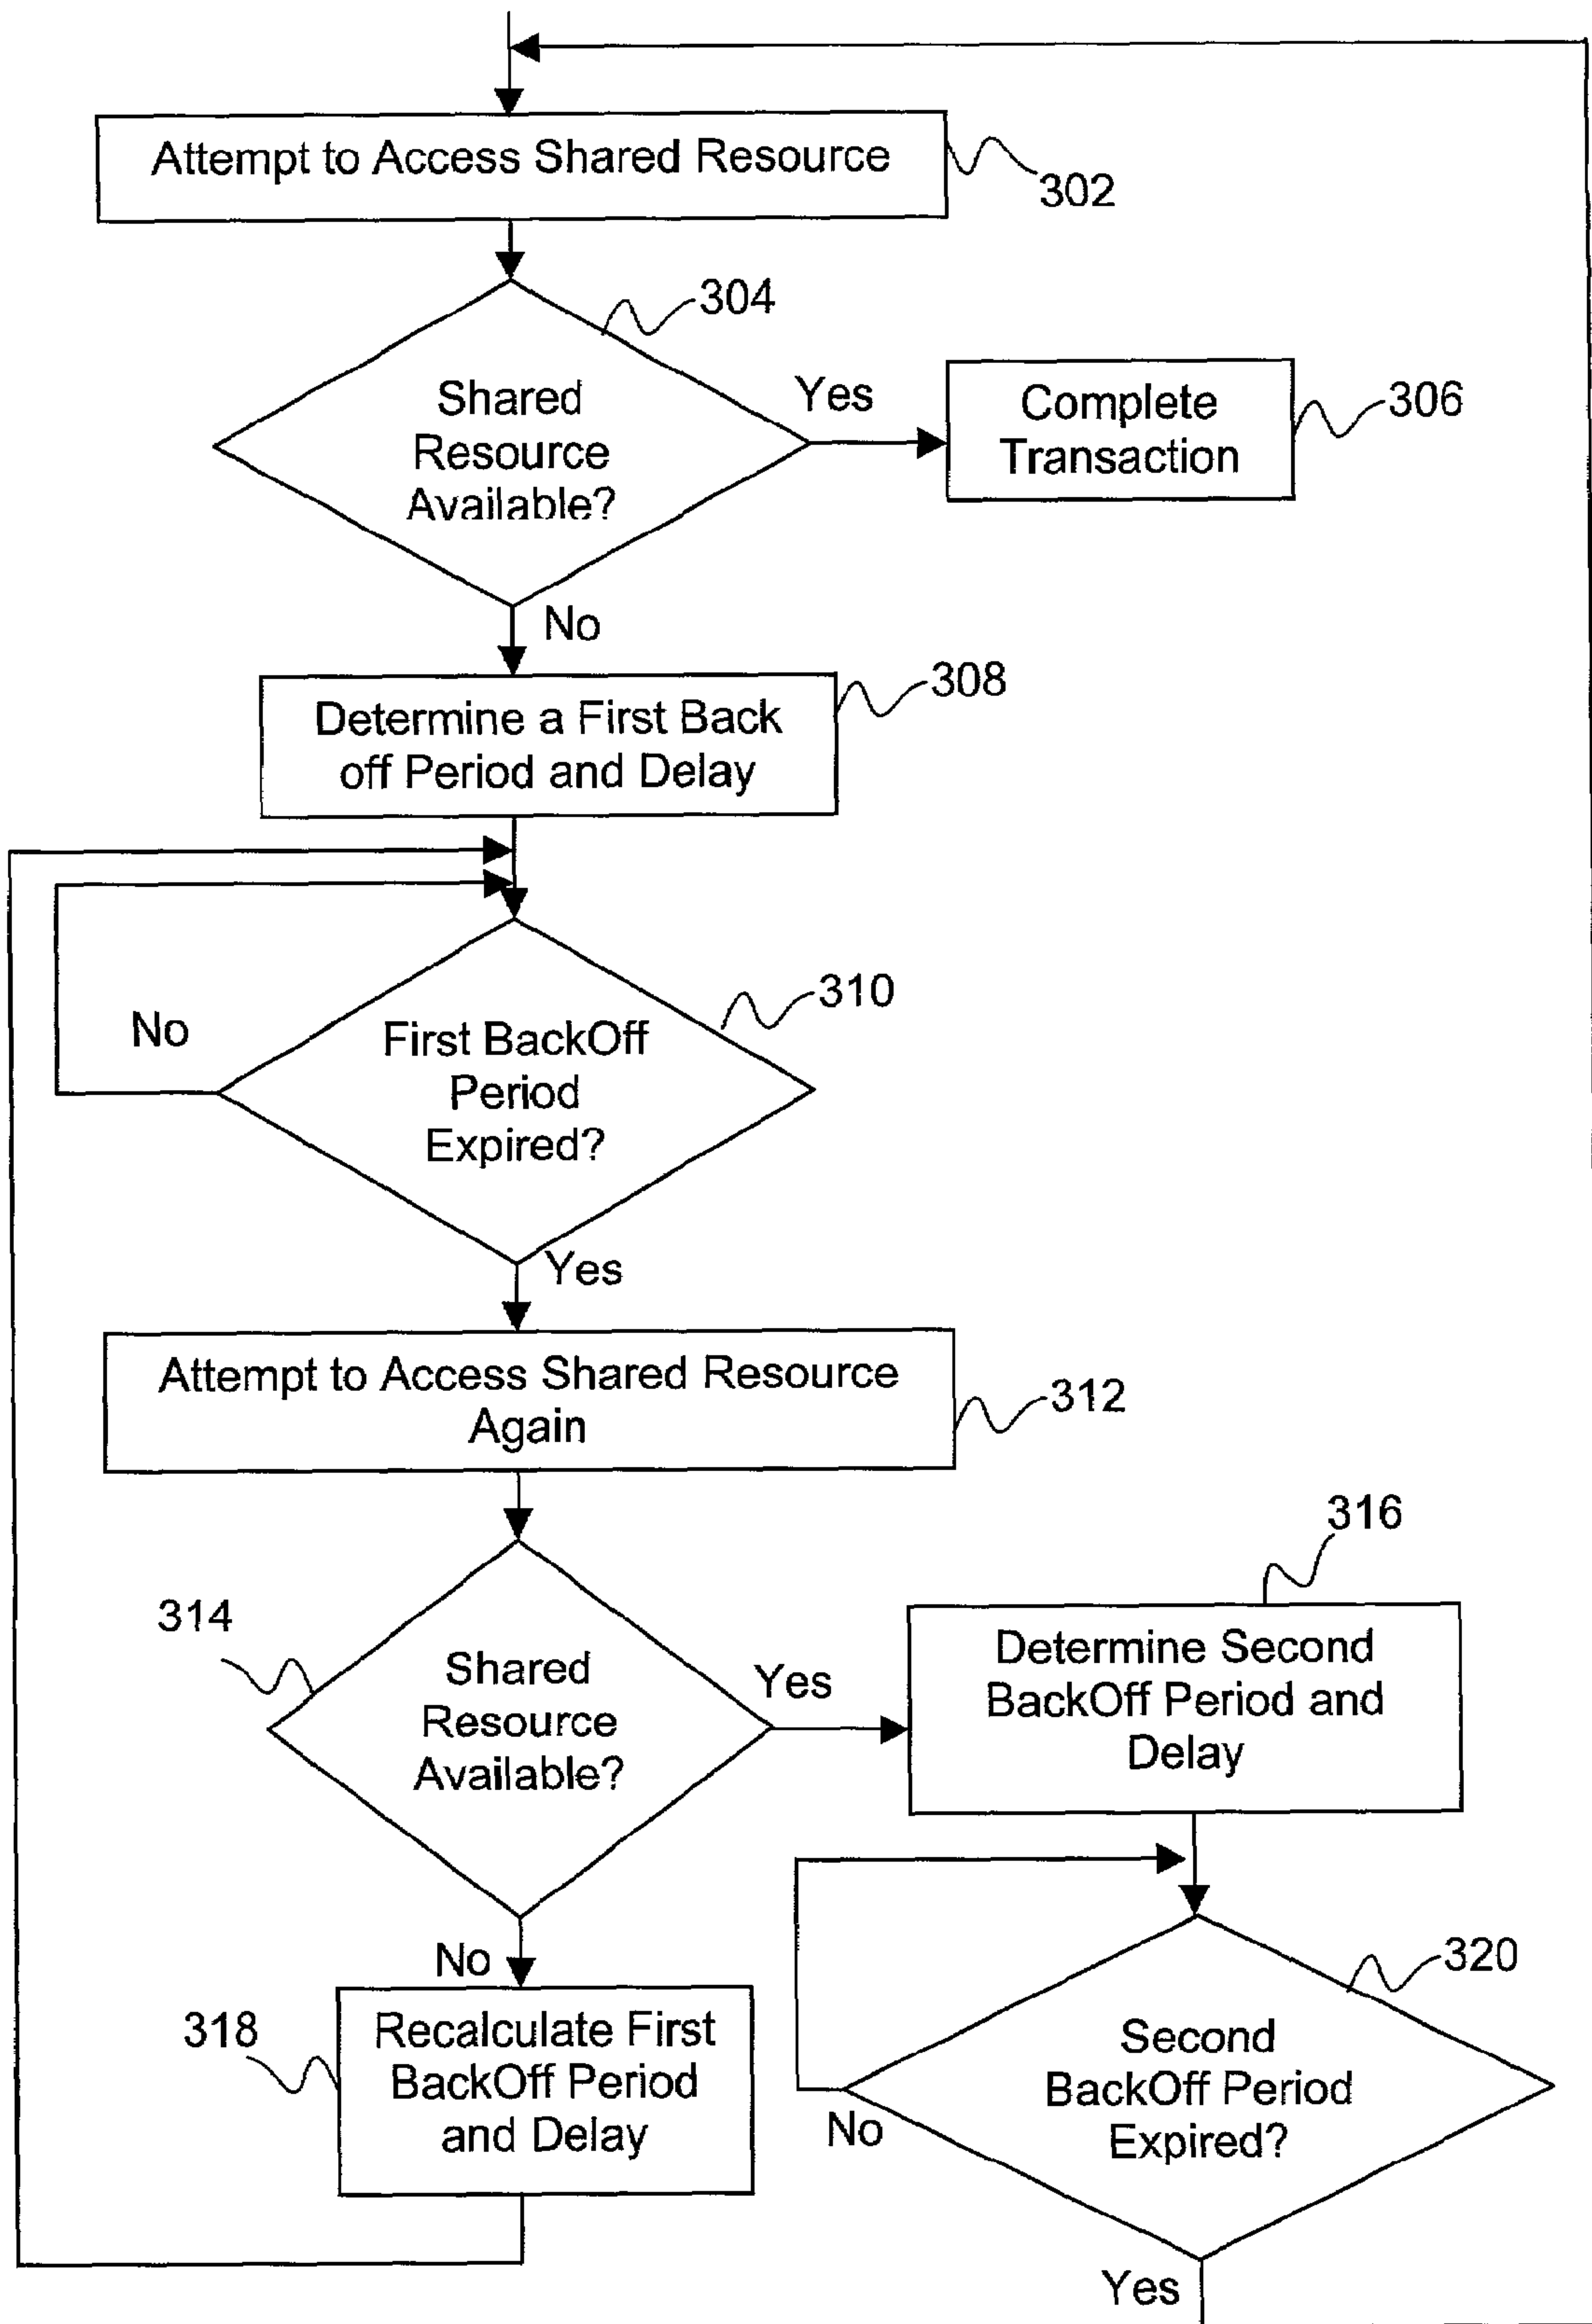 Attempt to Access Shared Resource
302
304
Shared
Resource
Available?
Yes
Complete
Transaction
306
No
308
Determine a First Back
off Period and Delay
310
No
First BackOff
Period
Expired?
Yes
Attempt to Access Shared Resource
Again
312
316
314
Shared
Resource
Available?
Yes
Determine Second
BackOff Period and
Delay
No
320
318
Recalculate First
BackOff Period
and Delay
Second
BackOff Period
Expired?
No
Yes